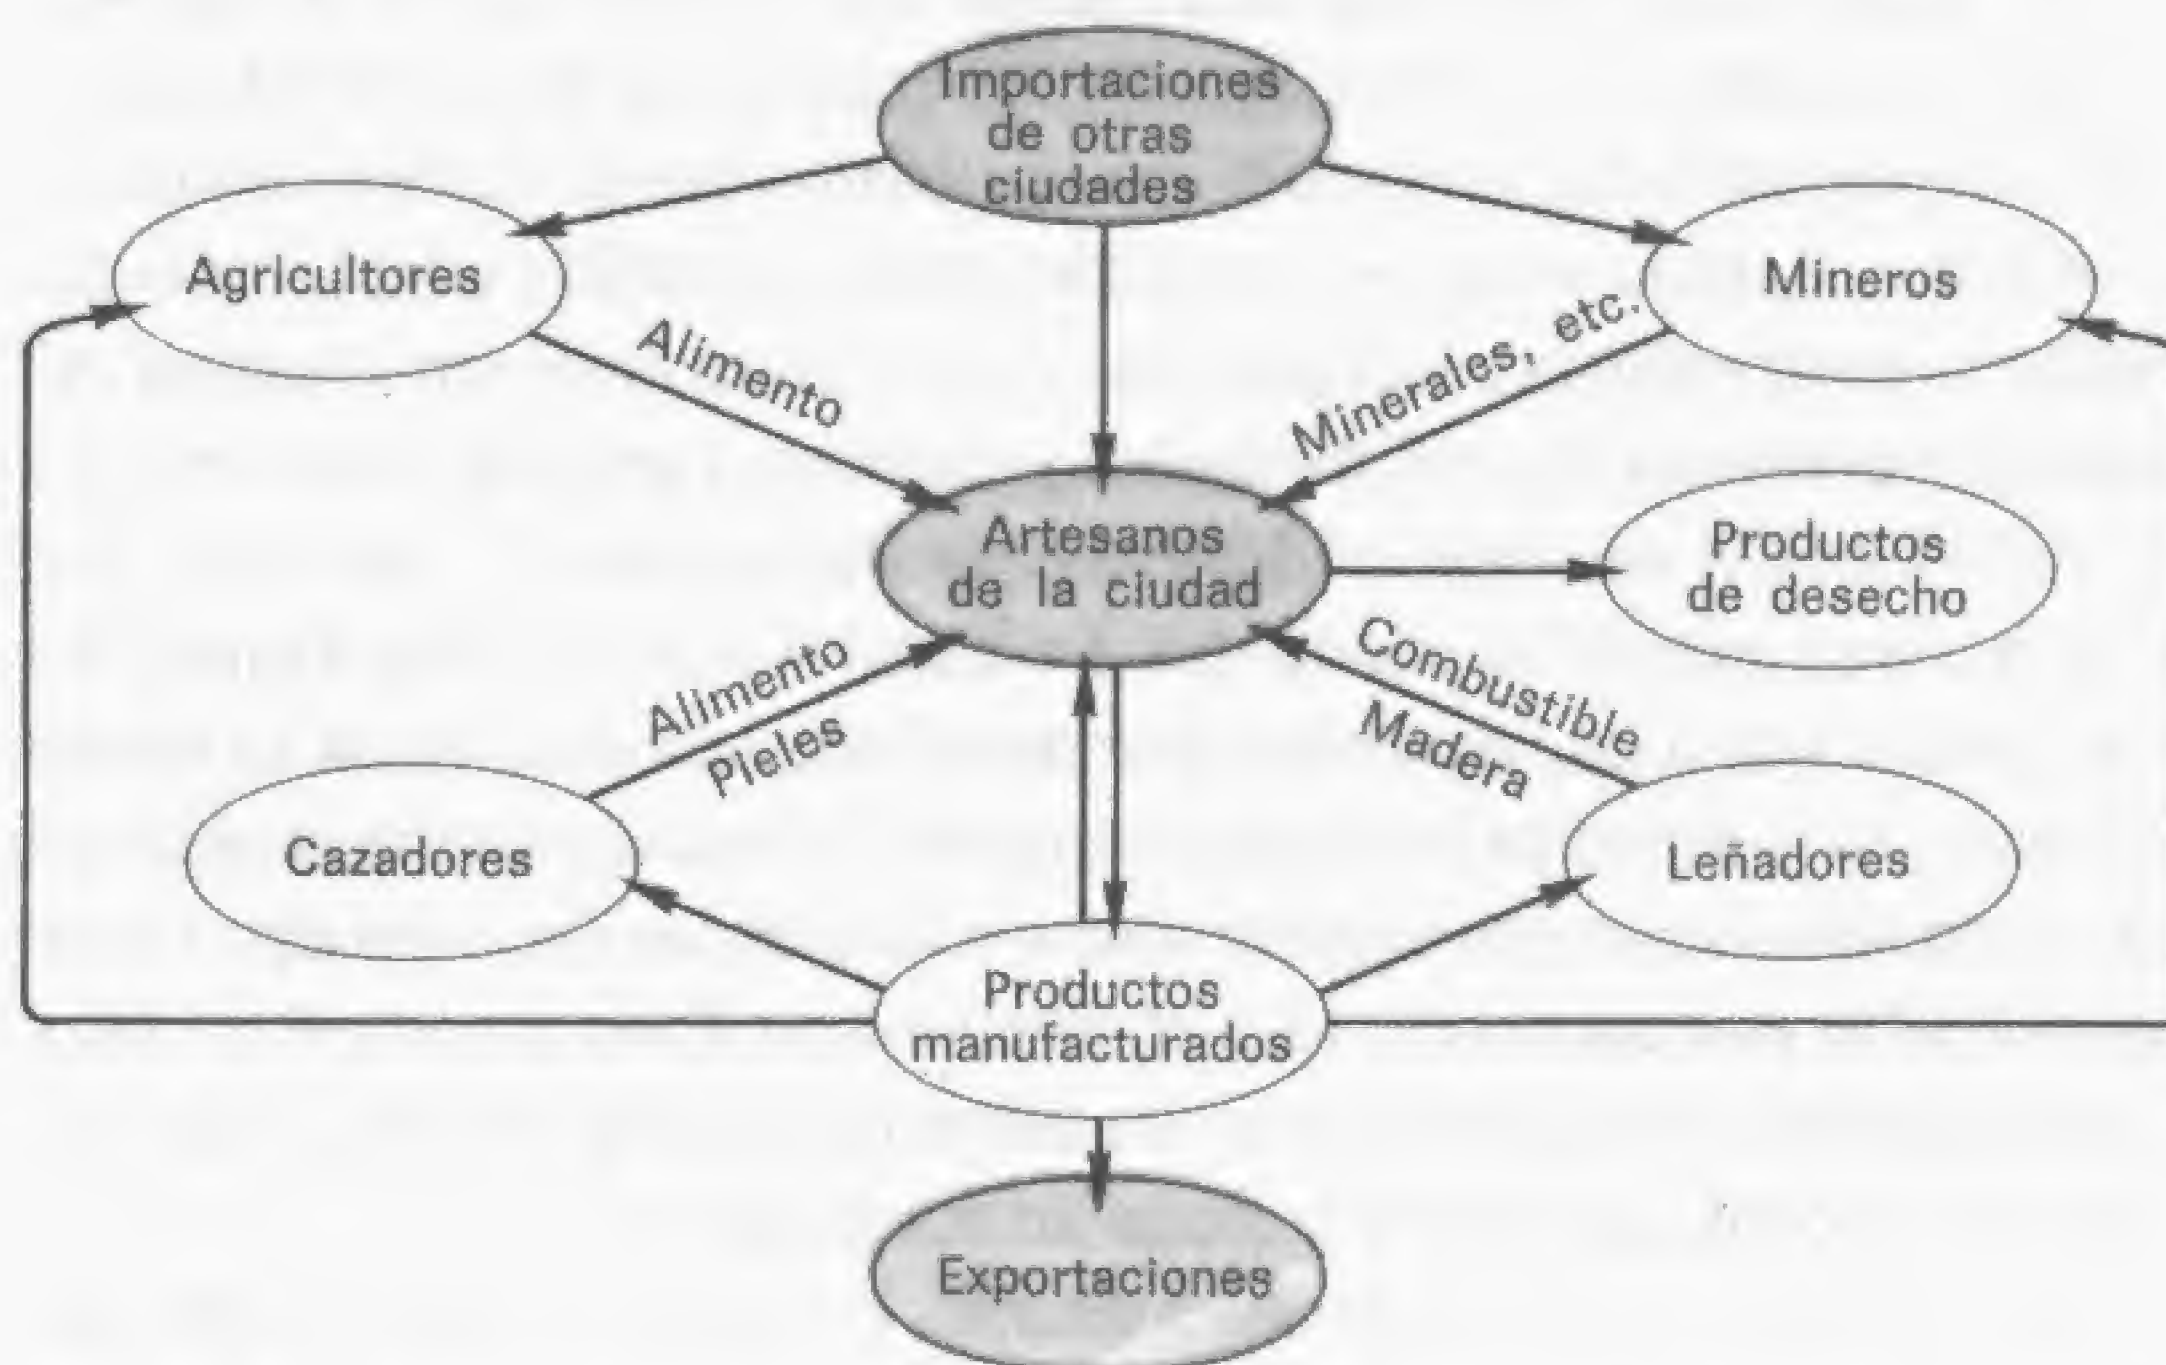 Importaciones
de otras
ciudades
Agricultores
Mineros
Alimento
Minerales, etc.
Artesanos
de la ciudad
Productos
de desecho
Alimento
Pieles
Combustible
Madera
Cazadores
Leñadores
Productos
manufacturados
Exportaciones